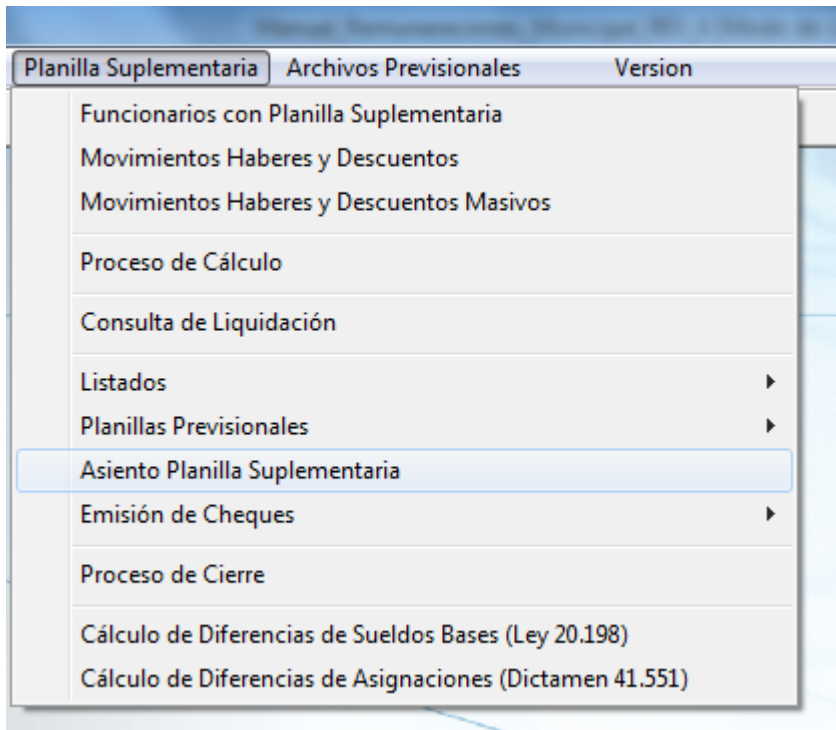 Planilla Suplementaria Archivos Previsionales Version
Funcionarios con Planilla Suplementaria
Movimientos Haberes y Descuentos
Movimientos Haberes y Descuentos Masivos
Proceso de Cálculo
Consulta de Liquidación
Listados
Planillas Previsionales
Asiento Planilla Suplementaria
Emisión de Cheques
Proceso de Cierre
Cálculo de Diferencias de Sueldos Bases (Ley 20.198)
Cálculo de Diferencias de Asignaciones (Dictamen 41.551)